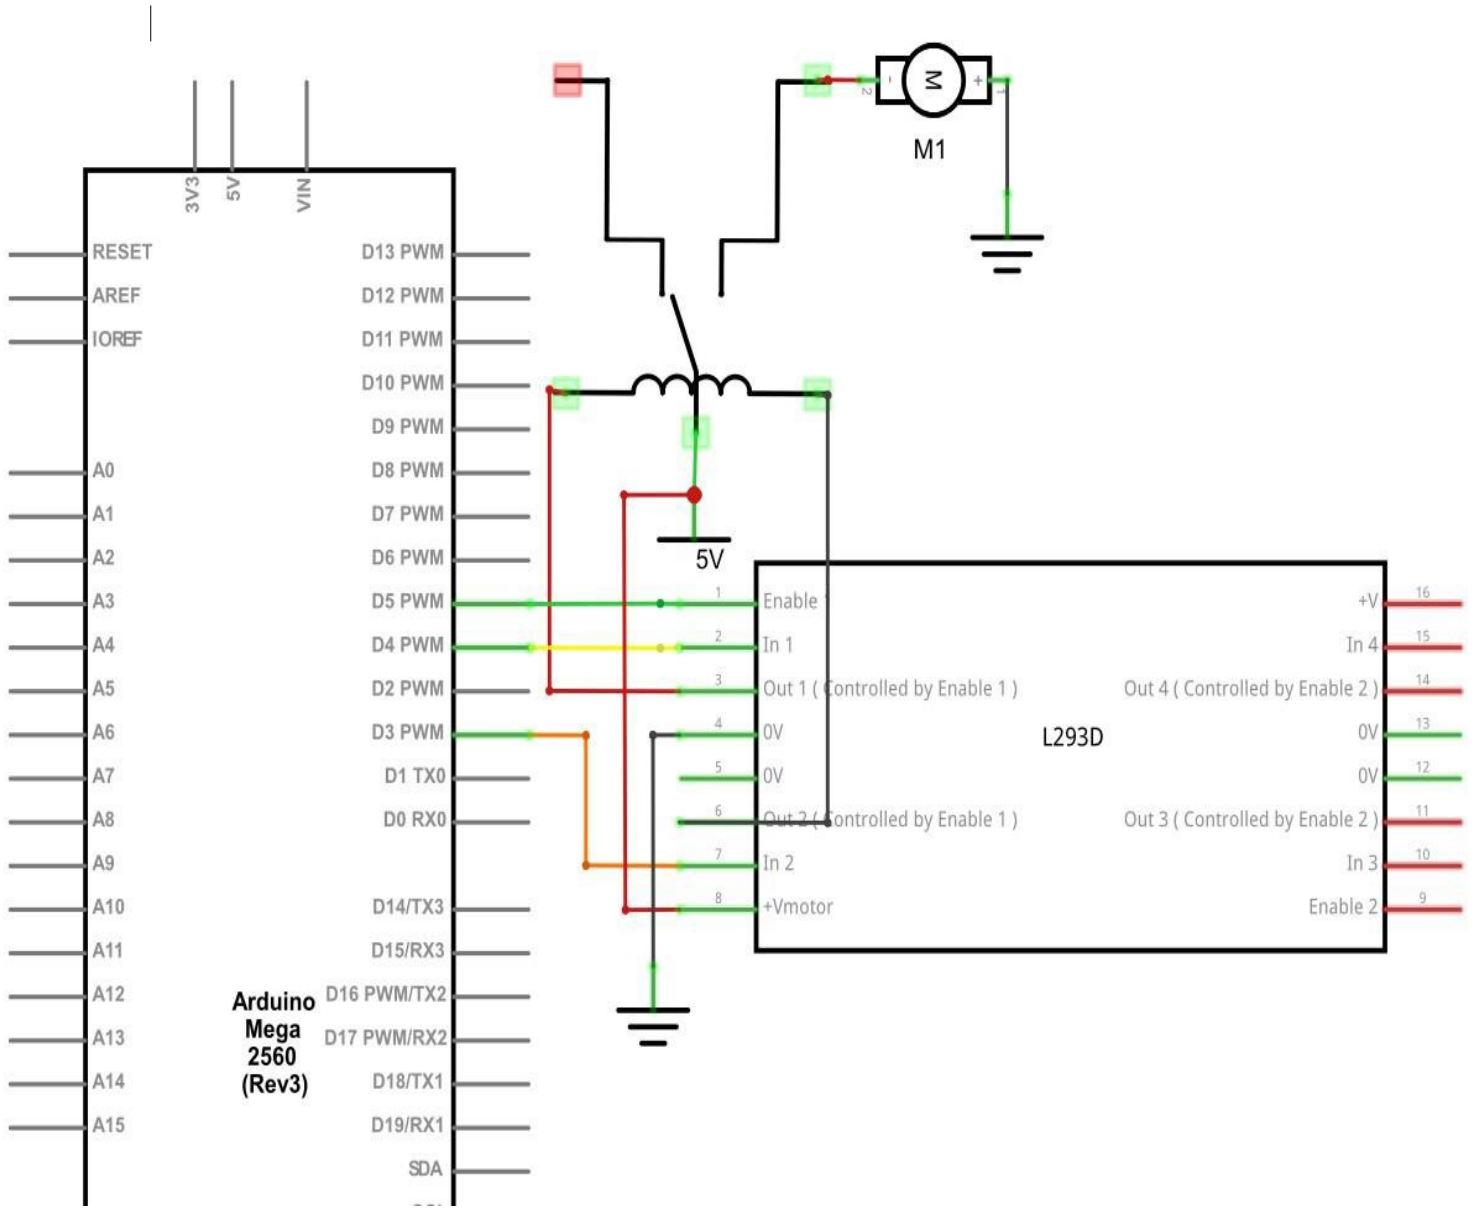 - M +
2 1
M1
3V3 5V VIN
RESET D13 PWM
AREF D12 PWM
IOREF D11 PWM
D10 PWM
D9 PWM
A0 D8 PWM
A1 D7 PWM
A2 D6 PWM
5V
A3 D5 PWM 1 Enable +V 16
A4 D4 PWM 2 In 1 In 4 15
A5 D2 PWM 3 Out 1 ( Controlled by Enable 1 ) Out 4 ( Controlled by Enable 2 ) 14
A6 D3 PWM 4 0V L293D 0V 13
A7 D1 TX0 5 0V 0V 12
A8 D0 RX0 6 Out 2 ( Controlled by Enable 1 ) Out 3 ( Controlled by Enable 2 ) 11
A9 7 In 2 In 3 10
A10 D14/TX3 8 +Vmotor Enable 2 9
A11 D15/RX3
A12 D16 PWM/TX2
A13 D17 PWM/RX2
A14 D18/TX1
A15 D19/RX1
SDA
Arduino
Mega
2560
(Rev3)